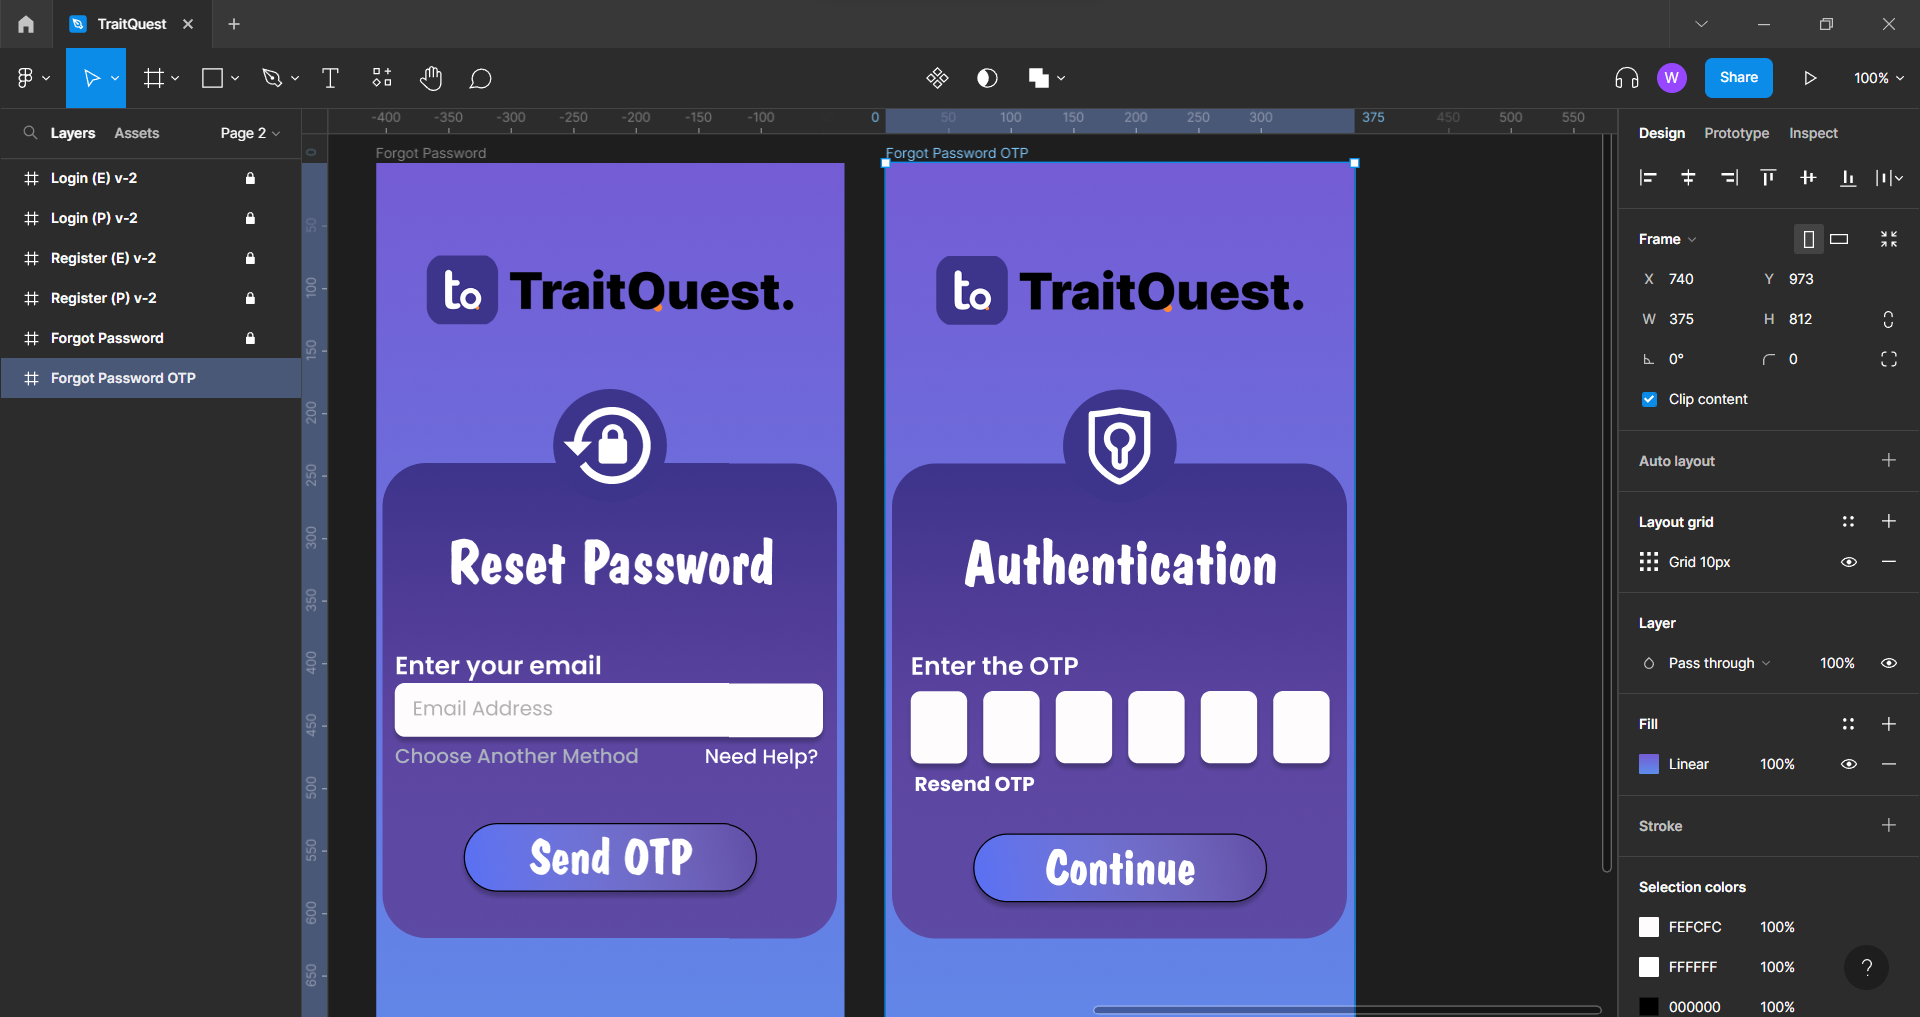 TraitQuest
W
Share
100%
Layers
Assets
Page 2
Login (E) v-2
Login (P) v-2
Register (E) v-2
Register (P) v-2
Forgot Password
Forgot Password OTP
-400 -350 -300 -250 -200 -150 -100 0 50 100 150 200 250 300 375 450 500 550
0
50
100
150
200
250
300
350
400
450
500
550
600
650
Forgot Password
to TraitQuest.
Reset Password
Enter your email
Email Address
Choose Another Method
Need Help?
Send OTP
Forgot Password OTP
to TraitQuest.
Authentication
Enter the OTP
Resend OTP
Continue
Design
Prototype
Inspect
Frame
X 740
Y 973
W 375
H 812
0°
0
Clip content
Auto layout
Layout grid
Grid 10px
Layer
Pass through
100%
Fill
Linear
100%
Stroke
Selection colors
FEFCFC 100%
FFFFFF 100%
000000 100%
?